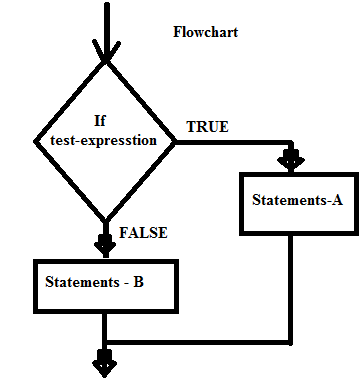 Flowchart
If
test-expresstion
TRUE
Statements-A
FALSE
Statements - B